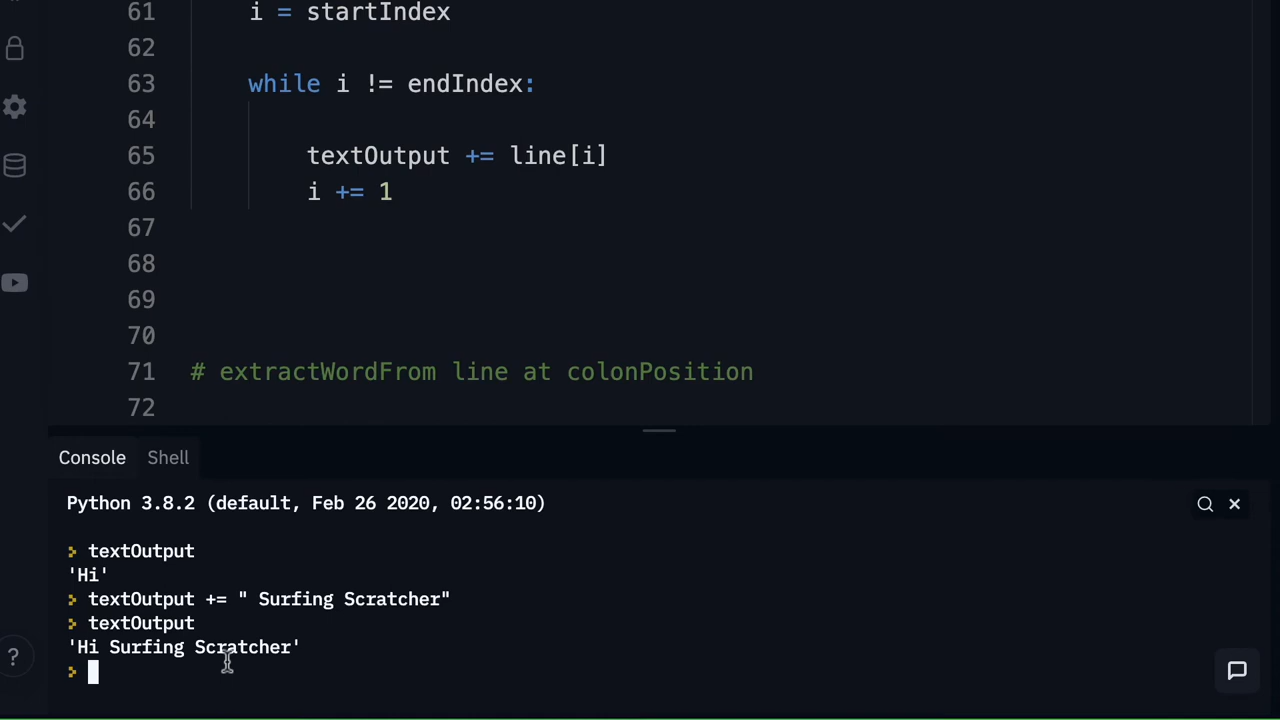 61 i = startIndex
62
63 while i != endIndex:
64
65 textOutput += line[i]
66 i += 1
67
68
69
70
71 # extractWordFrom line at colonPosition
72
Console Shell
Python 3.8.2 (default, Feb 26 2020, 02:56:10)
> textOutput
'Hi'
> textOutput += " Surfing Scratcher"
> textOutput
'Hi Surfing Scratcher'
>
?